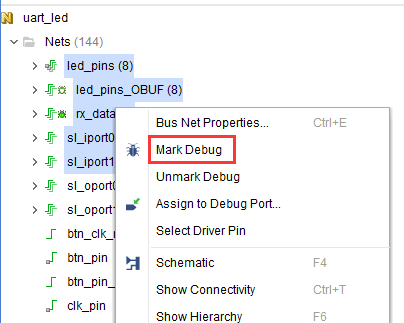 uart_led
Nets (144)
led_pins (8)
led_pins_OBUF (8)
rx_data
sl_iport0
sl_iport1
sl_oport0
sl_oport1
btn_clk_
btn_pin
btn_pin_
clk_pin
Bus Net Properties... Ctrl+E
Mark Debug
Unmark Debug
Assign to Debug Port...
Select Driver Pin
Schematic F4
Show Connectivity Ctrl+T
Show Hierarchy F6